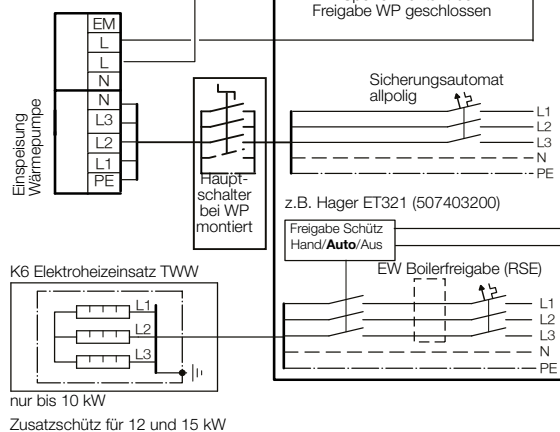 Freigabe WP geschlossen
EM
L
L
N
N
L3
L2
L1
PE
Einspeisung
Wärmepumpe
Haupt-
schalter
bei WP
montiert
Sicherungsautomat
allpolig
L1
L2
L3
N
PE
z.B. Hager ET321 (507403200)
Freigabe Schütz
Hand/Auto/Aus
EW Boilerfreigabe (RSE)
L1
L2
L3
N
PE
K6 Elektroheizeinsatz TWW
L1
L2
L3
nur bis 10 kW
Zusatzschütz für 12 und 15 kW